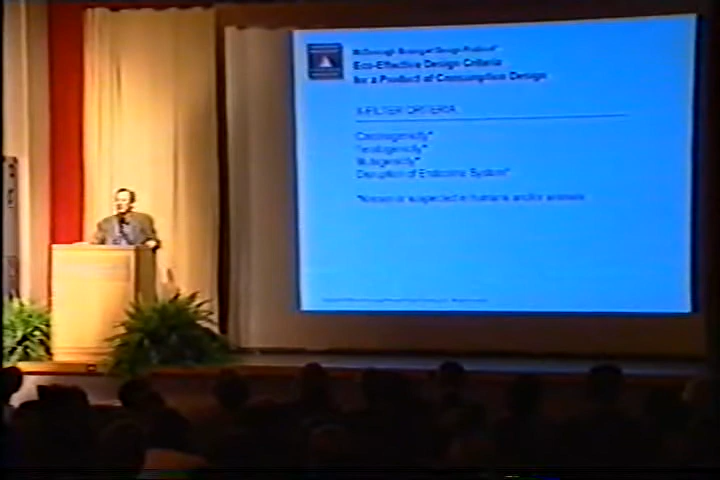 McDonough Braungart Design Protocol
Eco-Effective Design Criteria
for a Product of Consumption Design
X-FILTER CRITERIA
Carcinogenicity*
Teratogenicity*
Mutagenicity*
Disruption of Endocrine System*
*Known or suspected in humans and/or animals